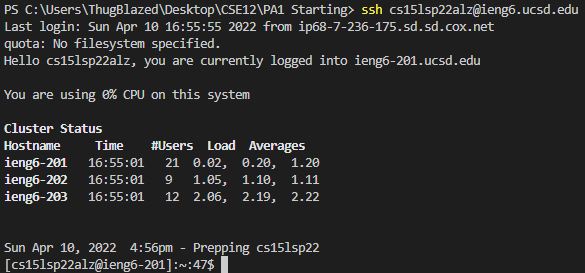 PS C:\Users\ThugBlazed\Desktop\CSE12\PA1 Starting> ssh cs15lsp22alz@ieng6.ucsd.edu
Last login: Sun Apr 10 16:55:55 2022 from ip68-7-236-175.sd.sd.cox.net
quota: No filesystem specified.
Hello cs15lsp22alz, you are currently logged into ieng6-201.ucsd.edu
You are using 0% CPU on this system
Cluster Status
Hostname Time #Users Load Averages
ieng6-201 16:55:01 21 0.02, 0.20, 1.20
ieng6-202 16:55:01 9 1.05, 1.10, 1.11
ieng6-203 16:55:01 12 2.06, 2.19, 2.22
Sun Apr 10, 2022 4:56pm - Prepping cs15lsp22
[cs15lsp22alz@ieng6-201]:~:47$